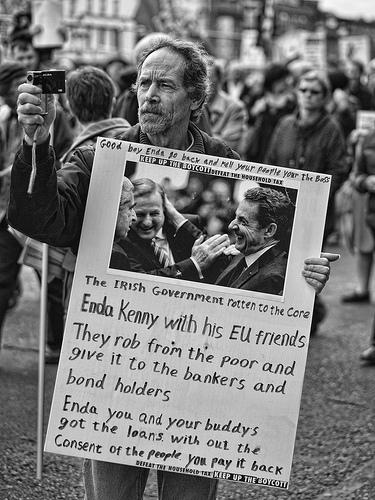 Good boy Enda go back and tell your people your the Boss
KEEP UP THE BOYCOTT DEFEAT THE HOUSEHOLD TAX
The Irish Government rotten to the Core
Enda Kenny with his EU friends
They rob from the poor and
give it to the bankers and
bond holders
Enda you and your buddys
got the loans with out the
Consent of the people you pay it back
DEFEAT THE HOUSEHOLD TAX KEEP UP THE BOYCOTT